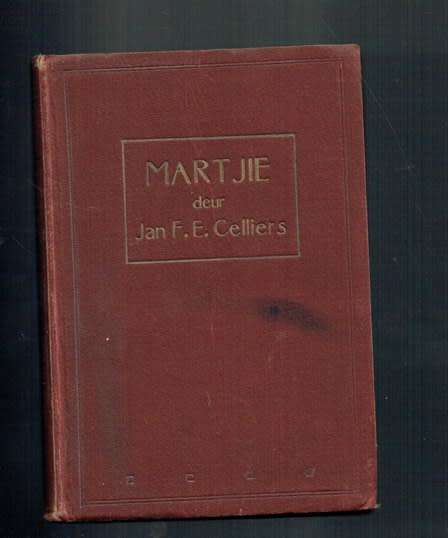 MARTJIE
deur
Jan F. E. Celliers